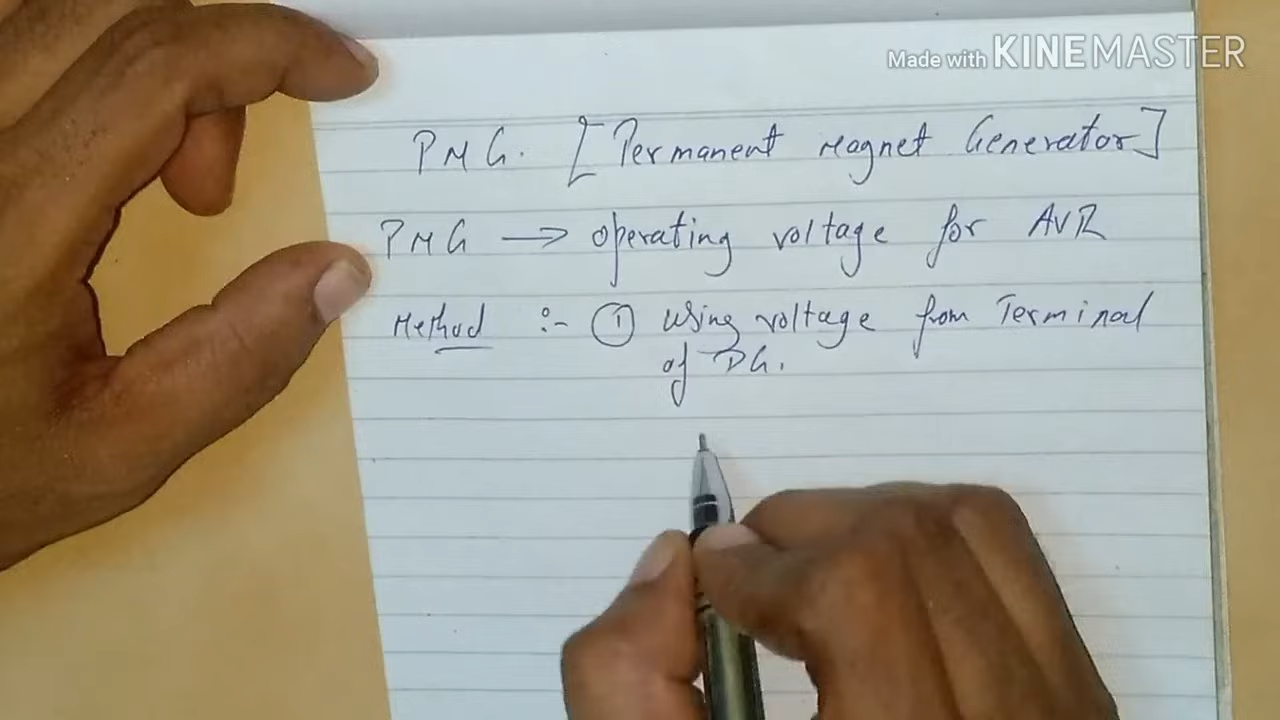 Made with KINEMASTER
PMG. [Permanent Magnet Generator]
PMG → operating voltage for AVR
Method :- ① Using voltage from Terminal
of DG.